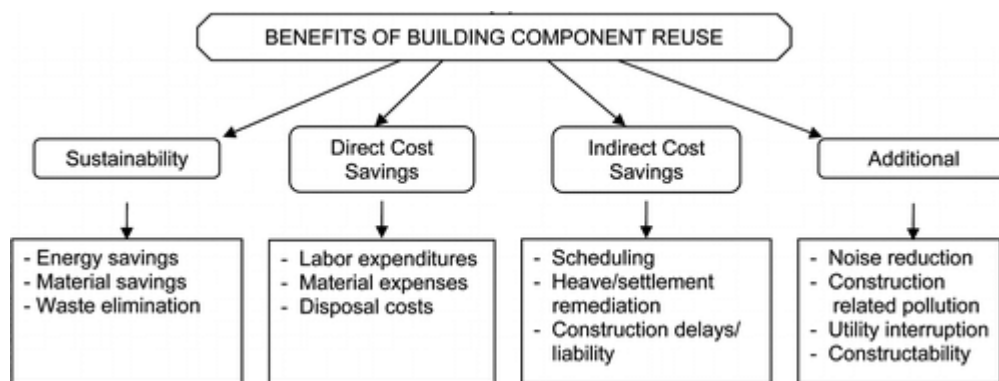 BENEFITS OF BUILDING COMPONENT REUSE
Sustainability
Direct Cost
Savings
Indirect Cost
Savings
Additional
- Energy savings
- Material savings
- Waste elimination
- Labor expenditures
- Material expenses
- Disposal costs
- Scheduling
- Heave/settlement
remediation
- Construction delays/
liability
- Noise reduction
- Construction
related pollution
- Utility interruption
- Constructability